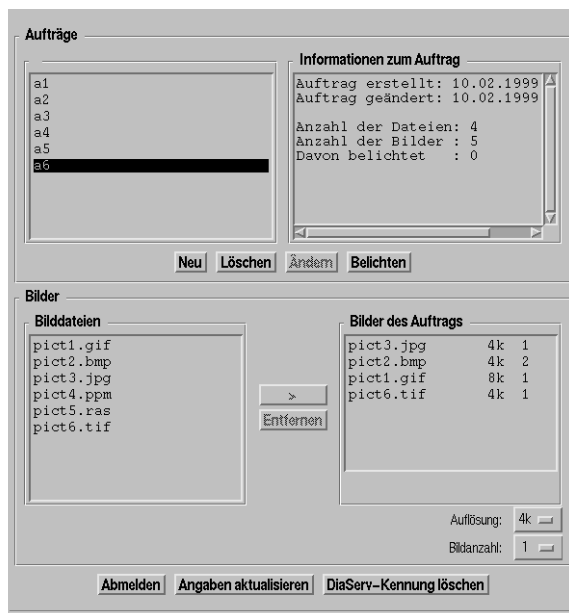 Aufträge
a1
a2
a3
a4
a5
a6
Informationen zum Auftrag
Auftrag erstellt: 10.02.1999
Auftrag geändert: 10.02.1999
Anzahl der Dateien: 4
Anzahl der Bilder : 5
Davon belichtet   : 0
Neu Löschen Ändern Belichten
Bilder
Bilddateien
pict1.gif
pict2.bmp
pict3.jpg
pict4.ppm
pict5.ras
pict6.tif
>
Entfernen
Bilder des Auftrags
pict3.jpg 4k 1
pict2.bmp 4k 2
pict1.gif 8k 1
pict6.tif 4k 1
Auflösung: 4k
Bildanzahl: 1
Abmelden Angaben aktualisieren DiaServ-Kennung löschen